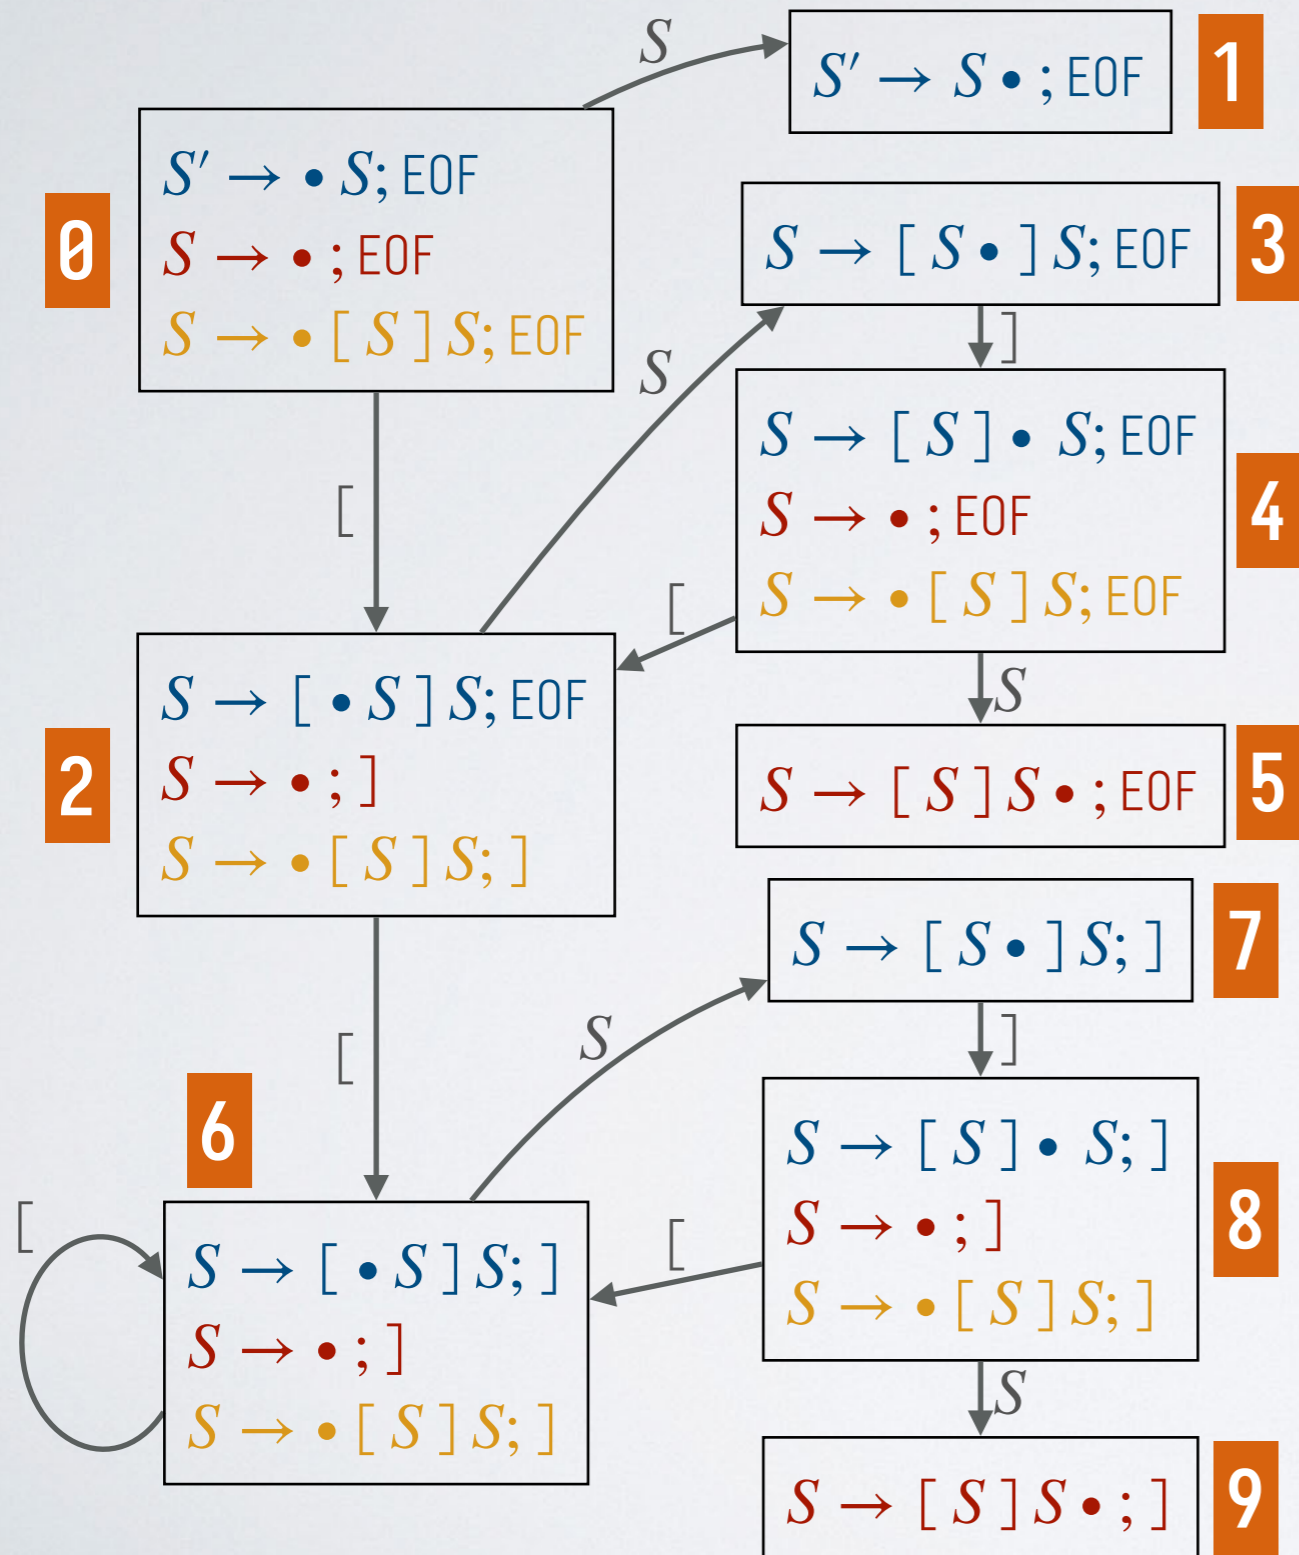 S
S′ → S • ; EOF
1
0
S′ → • S; EOF
S → • ; EOF
S → • [ S ] S; EOF
S → [ S • ] S; EOF
3
]
S
[
S → [ S ] • S; EOF
S → • ; EOF
S → • [ S ] S; EOF
4
[
S
2
S → [ • S ] S; EOF
S → • ; ]
S → • [ S ] S; ]
S → [ S ] S • ; EOF
5
S → [ S • ] S; ]
7
[
S
]
6
S → [ S ] • S; ]
S → • ; ]
S → • [ S ] S; ]
8
[
[
S → [ • S ] S; ]
S → • ; ]
S → • [ S ] S; ]
S
S → [ S ] S • ; ]
9